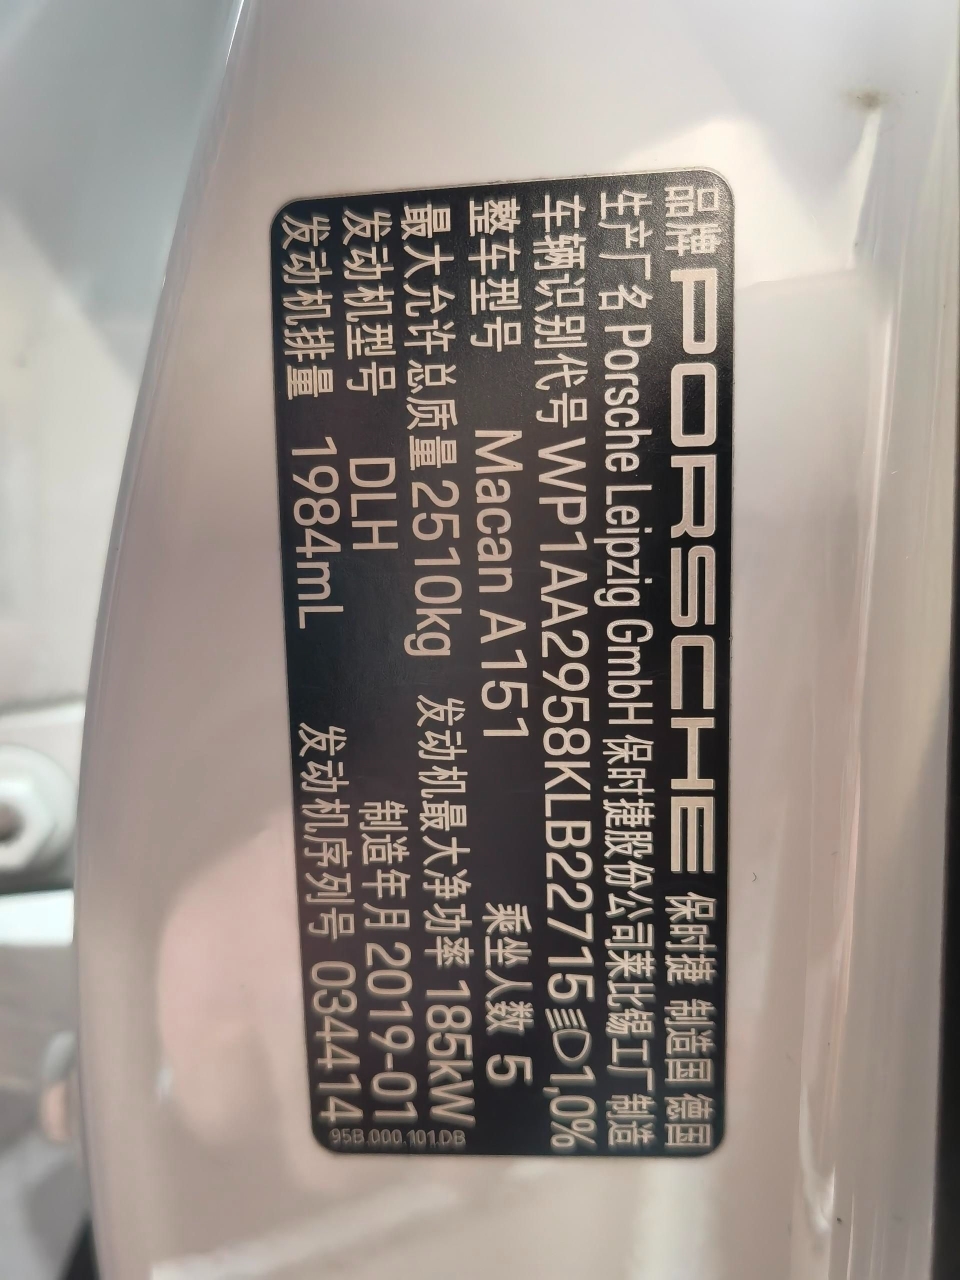 品牌 PORSCHE 保时捷 制造国 德国
生产厂名 Porsche Leipzig GmbH 保时捷股份公司莱比锡工厂制造
车辆识别代号 WP1AA2958KLB22715 1,0%
整车型号 Macan A151 乘坐人数 5
最大允许总质量 2510kg 发动机最大净功率 185kW
发动机型号 DLH 制造年月 2019-01
发动机排量 1984mL 发动机序列号 034414
95B.000.101.DB